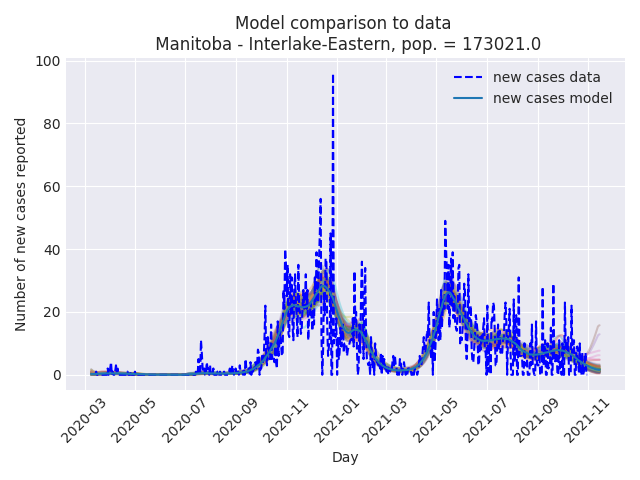 Model comparison to data
Manitoba - Interlake-Eastern, pop. = 173021.0
new cases data
new cases model
Number of new cases reported
100
80
60
40
20
0
2020-03
2020-05
2020-07
2020-09
2020-11
2021-01
2021-03
2021-05
2021-07
2021-09
2021-11
Day